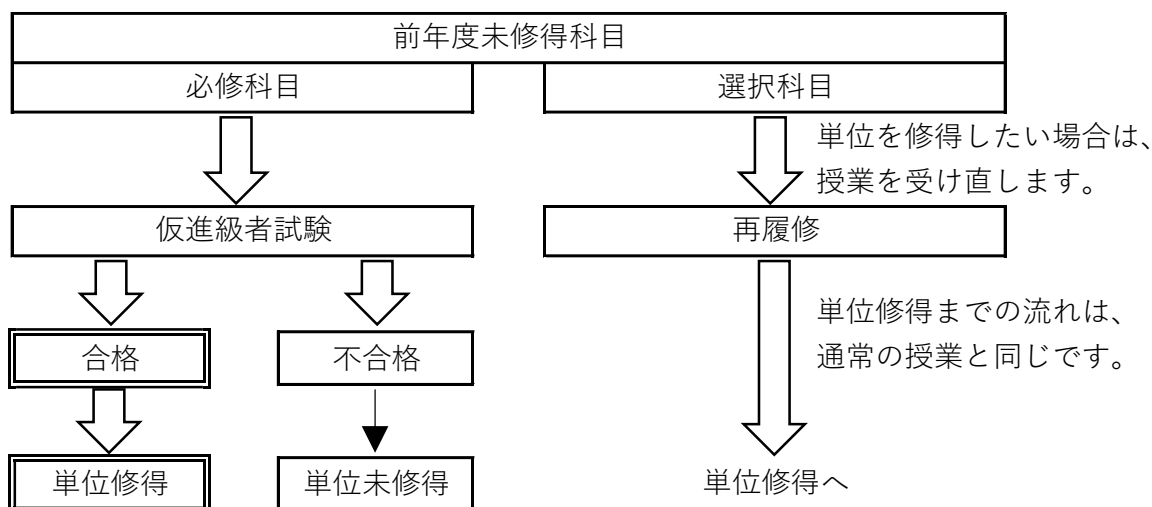 前年度未修得科目
必修科目
選択科目
単位を修得したい場合は、
授業を受け直します。
仮進級者試験
再履修
単位修得までの流れは、
通常の授業と同じです。
合格
不合格
単位修得
単位未修得
単位修得へ